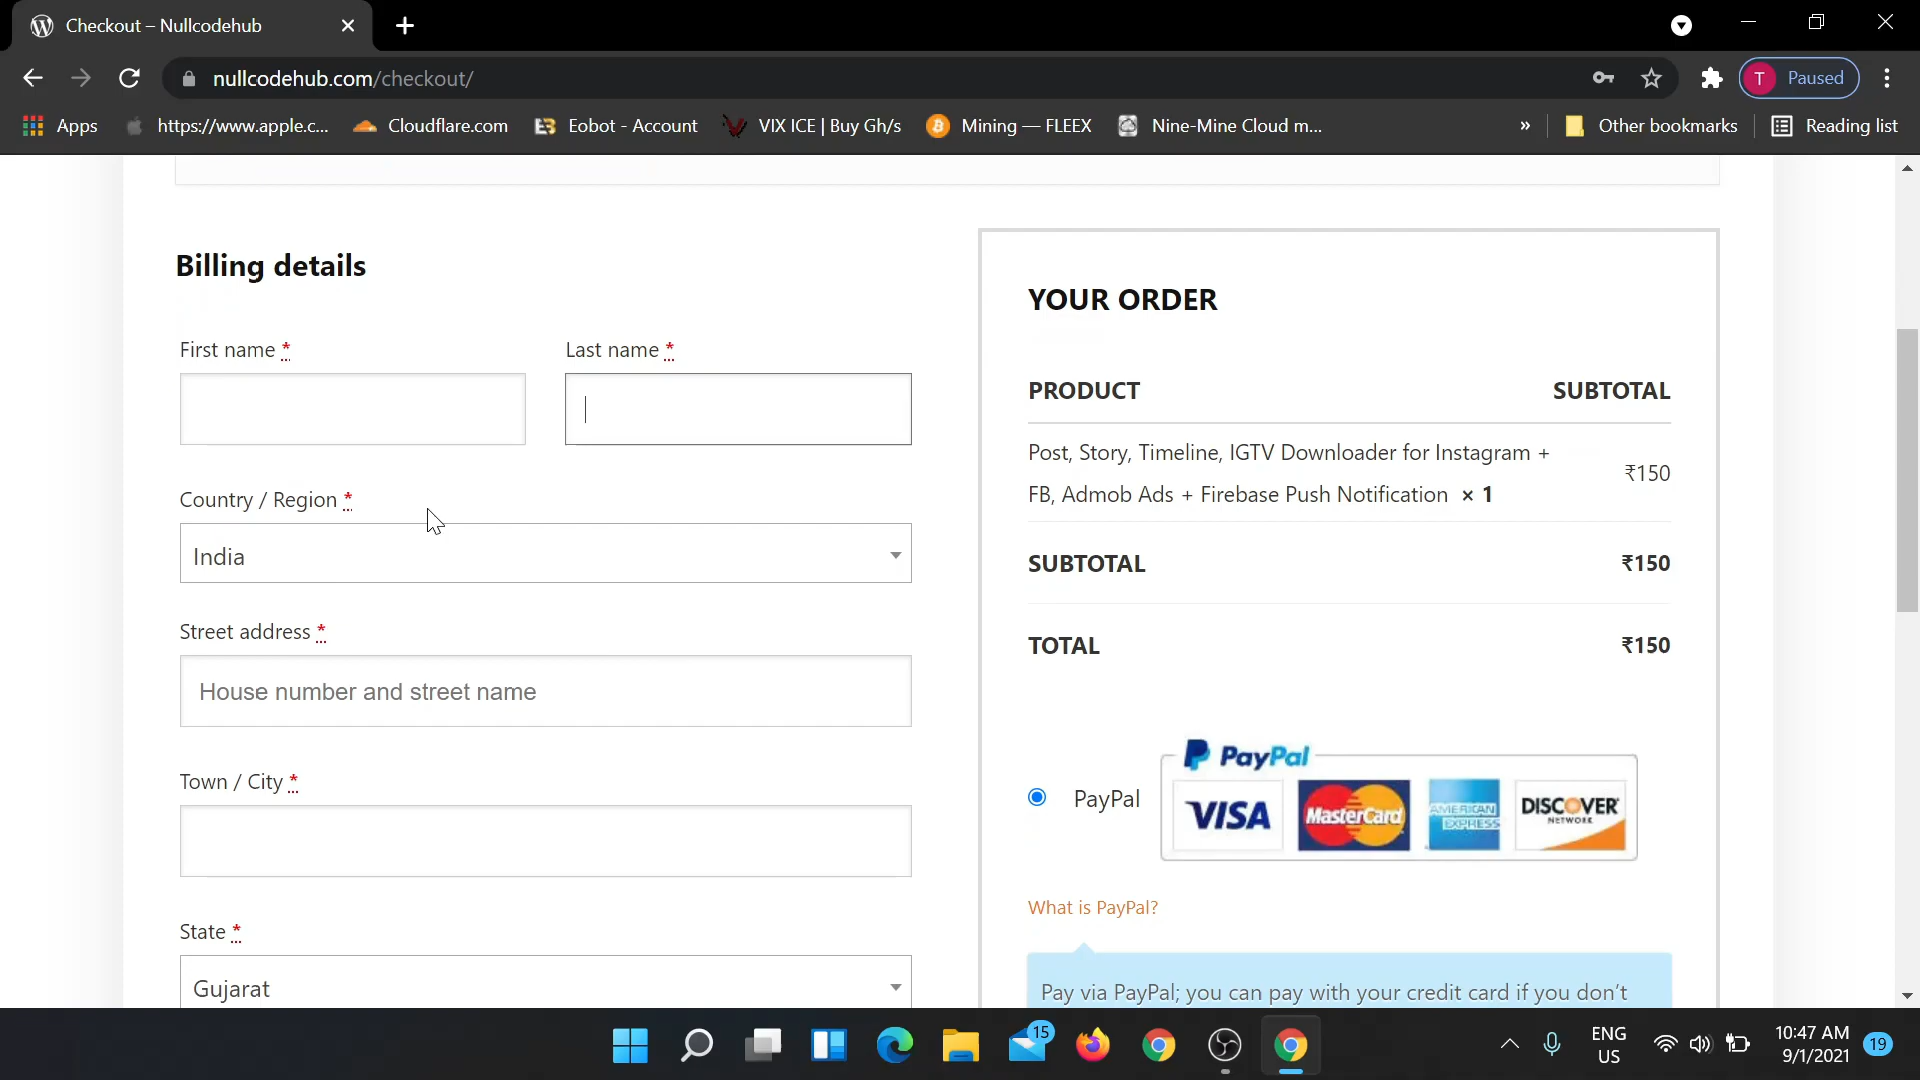 Checkout – Nullcodehub
nullcodehub.com/checkout/
T Paused
Apps https://www.apple.c... Cloudflare.com Eobot - Account VIX ICE | Buy Gh/s Mining — FLEEX Nine-Mine Cloud m... » Other bookmarks Reading list
Billing details
First name * Last name *
Country / Region *
India
Street address *
House number and street name
Town / City *
State *
Gujarat
YOUR ORDER
PRODUCT SUBTOTAL
Post, Story, Timeline, IGTV Downloader for Instagram +
FB, Admob Ads + Firebase Push Notification × 1
₹150
SUBTOTAL ₹150
TOTAL ₹150
PayPal
PayPal
VISA MasterCard AMERICAN EXPRESS DISCOVER NETWORK
What is PayPal?
Pay via PayPal; you can pay with your credit card if you don’t
15
ENG
US
10:47 AM
9/1/2021
19